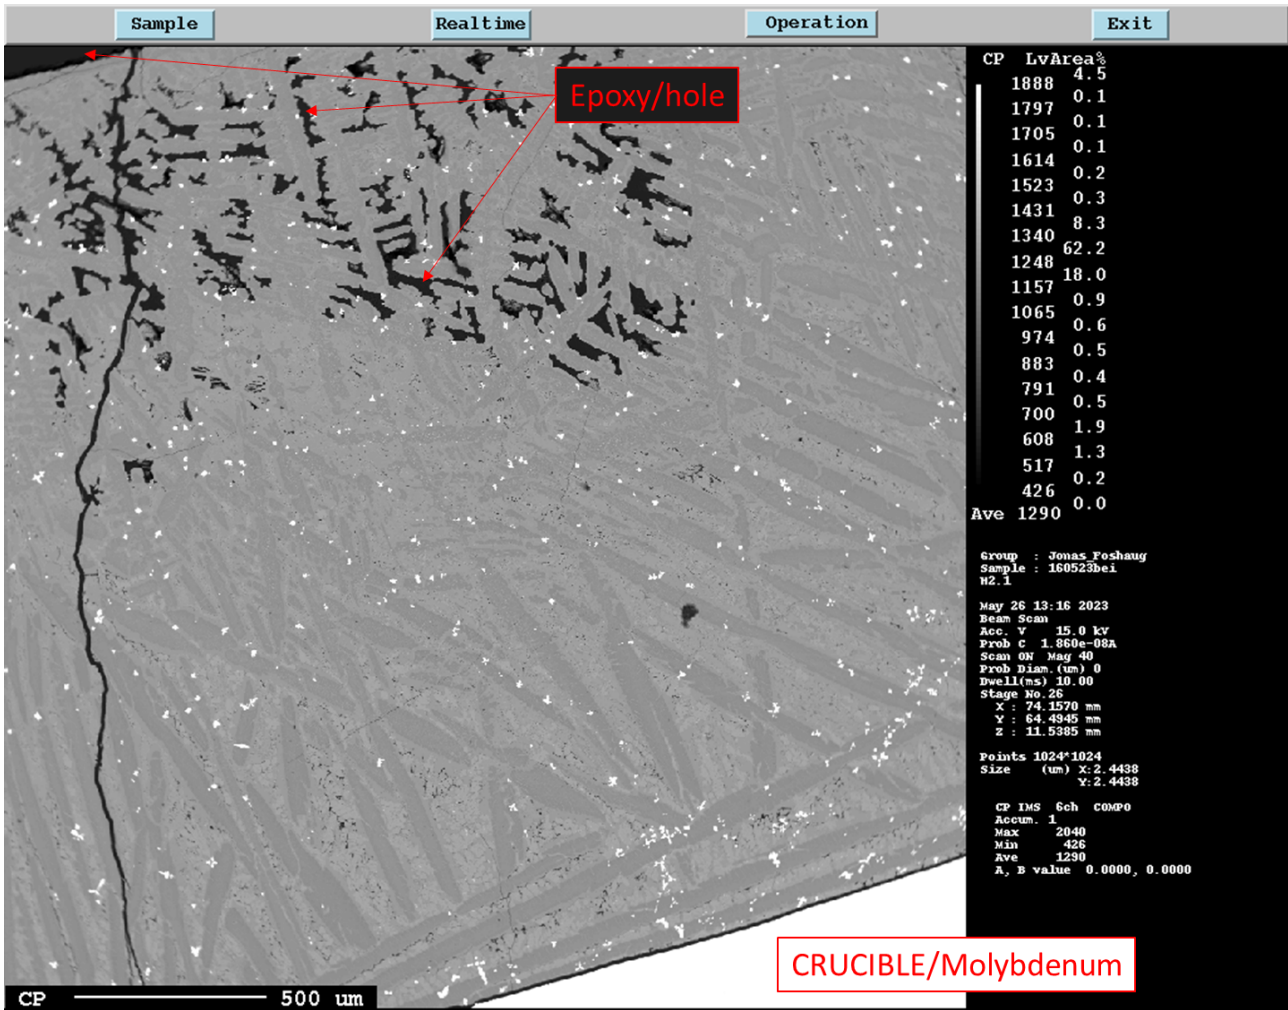 Sample Realtime Operation Exit
Epoxy/hole
CRUCIBLE/Molybdenum
CP 500 um
CP LvArea%
4.5
1888
0.1
1797
0.1
1705
0.1
1614
0.2
1523
0.3
1431
8.3
1340
62.2
1248
18.0
1157
0.9
1065
0.6
974
0.5
883
0.4
791
0.5
700
1.9
608
1.3
517
0.2
426
0.0
Ave 1290
Group : Jonas_Foshaug
Sample : 160523bei
N2.1
May 26 13:16 2023
Beam Scan
Acc. V 15.0 kV
Prob C 1.860e-08A
Scan ON Mag 40
Prob Diam.(um) 0
Dwell(ms) 10.00
Stage No.26
X : 74.1570 mm
Y : 64.4945 mm
Z : 11.5385 mm
Points 1024*1024
Size (um) X:2.4438
Y:2.4438
CP IMS 6ch COMPO
Accum. 1
Max 2040
Min 426
Ave 1290
A, B value 0.0000, 0.0000